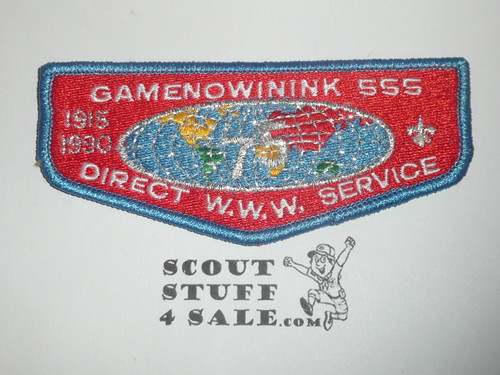 GAMENOWININK 555
1915
1990
75
DIRECT W.W.W. SERVICE
SCOUT
STUFF
4 SALE.com